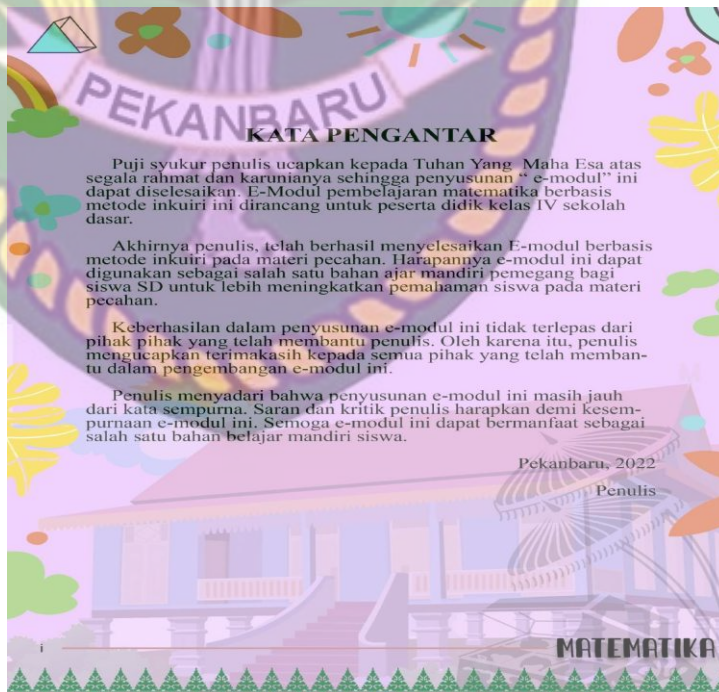 PEKANBARU
KATA PENGANTAR
Puji syukur penulis ucapkan kepada Tuhan Yang Maha Esa atas
segala rahmat dan karunianya sehingga penyusunan “ e-modul” ini
dapat diselesaikan. E-Modul pembelajaran matematika berbasis
metode inkuiri ini dirancang untuk peserta didik kelas IV sekolah
dasar.
Akhirnya penulis, telah berhasil menyelesaikan E-modul berbasis
metode inkuiri pada materi pecahan. Harapannya e-modul ini dapat
digunakan sebagai salah satu bahan ajar mandiri pemegang bagi
siswa SD untuk lebih meningkatkan pemahaman siswa pada materi
pecahan.
Keberhasilan dalam penyusunan e-modul ini tidak terlepas dari
pihak pihak yang telah membantu penulis. Oleh karena itu, penulis
mengucapkan terimakasih kepada semua pihak yang telah memban-
tu dalam pengembangan e-modul ini.
Penulis menyadari bahwa penyusunan e-modul ini masih jauh
dari kata sempurna. Saran dan kritik penulis harapkan demi kesem-
purnaan e-modul ini. Semoga e-modul ini dapat bermanfaat sebagai
salah satu bahan belajar mandiri siswa.
Pekanbaru, 2022
Penulis
i
MATEMATIKA